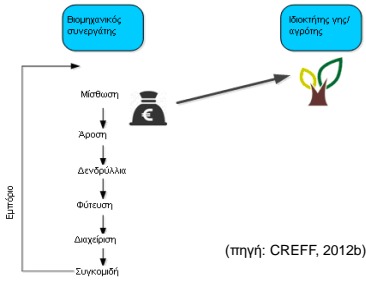 Βιομηχανικός
συνεργάτης
Ιδιοκτήτης γης/
αγρότης
Μίσθωση
€
Άροση
Δενδρύλλια
Φύτευση
Διαχείριση
Συγκομιδή
Εμπόριο
(πηγή: CREFF, 2012b)